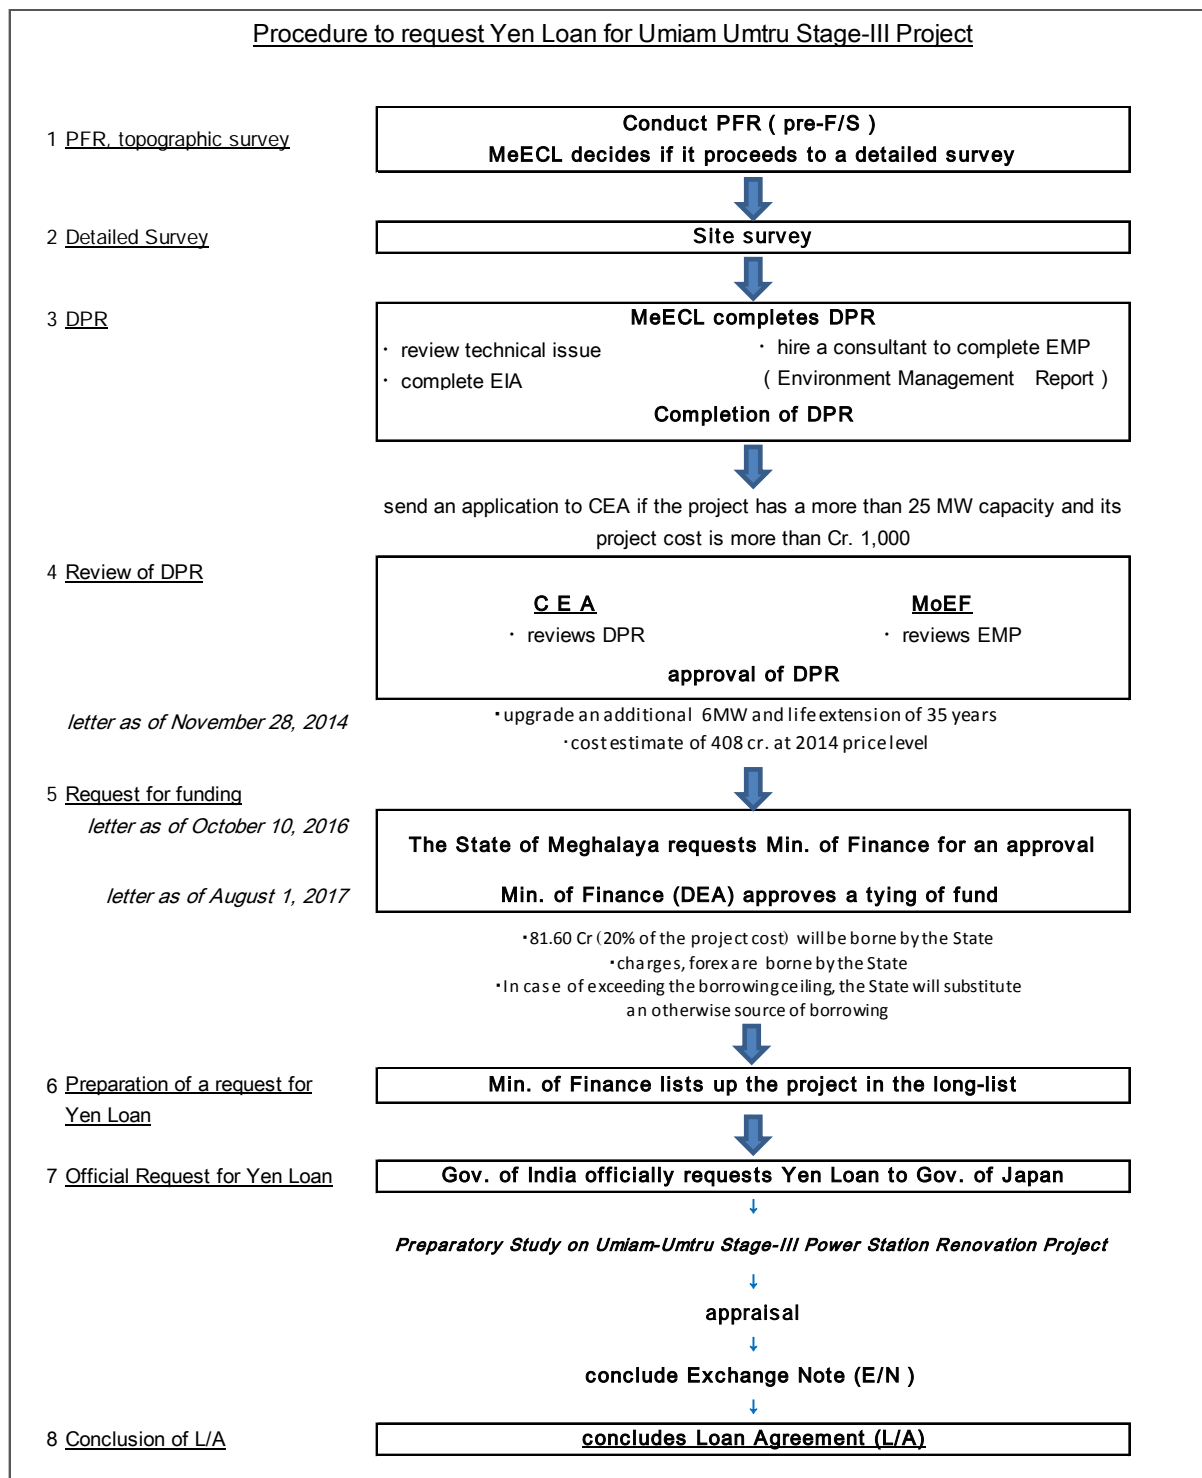 Procedure to request Yen Loan for Umiam Umtru Stage-III Project
1 PFR, topographic survey
Conduct PFR ( pre-F/S )
MeECL decides if it proceeds to a detailed survey
2 Detailed Survey
Site survey
3 DPR
MeECL completes DPR
・ review technical issue
・ complete EIA
・ hire a consultant to complete EMP
( Environment Management Report )
Completion of DPR
send an application to CEA if the project has a more than 25 MW capacity and its
project cost is more than Cr. 1,000
4 Review of DPR
C E A
・ reviews DPR
MoEF
・ reviews EMP
approval of DPR
letter as of November 28, 2014
・upgrade an additional 6MW and life extension of 35 years
・cost estimate of 408 cr. at 2014 price level
5 Request for funding
letter as of October 10, 2016
The State of Meghalaya requests Min. of Finance for an approval
letter as of August 1, 2017
Min. of Finance (DEA) approves a tying of fund
・81.60 Cr (20% of the project cost) will be borne by the State
・charges, forex are borne by the State
・In case of exceeding the borrowing ceiling, the State will substitute
an otherwise source of borrowing
6 Preparation of a request for
Yen Loan
Min. of Finance lists up the project in the long-list
7 Official Request for Yen Loan
Gov. of India officially requests Yen Loan to Gov. of Japan
↓
Preparatory Study on Umiam-Umtru Stage-III Power Station Renovation Project
↓
appraisal
↓
conclude Exchange Note (E/N )
↓
8 Conclusion of L/A
concludes Loan Agreement (L/A)